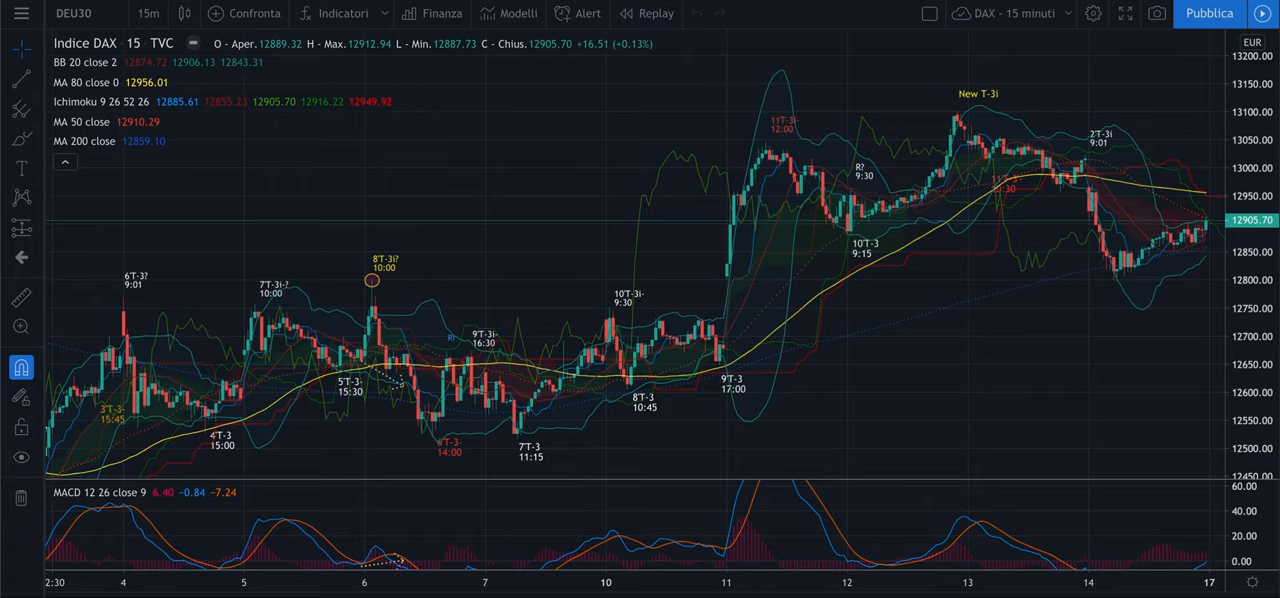 DEU30 15m Confronta Indicatori Finanza Modelli Alert Replay DAX - 15 minuti Pubblica
Indice DAX · 15 · TVC O - Aper.12889.32 H - Max.12912.94 L - Min.12887.73 C - Chius.12905.70 +16.51 (+0.13%)
BB 20 close 2 12874.72 12906.13 12843.31
MA 80 close 0 12956.01
Ichimoku 9 26 52 26 12885.61 12855.23 12905.70 12916.22 12949.92
MA 50 close 12910.29
MA 200 close 12859.10
EUR
13200.00
13150.00
13100.00
13050.00
13000.00
12950.00
12905.70
12850.00
12800.00
12750.00
12700.00
12650.00
12600.00
12550.00
12500.00
12450.00
New T-3i
11T-3i-
12:00
2'T-3i
9:01
R?
9:30
10:30
10'T-3
9:15
8'T-3i?
10:00
6'T-3?
9:01
7'T-3i-?
10:00
10'T-3i-
9:30
9'T-3i-
16:30
5'T-3-
15:30
9'T-3
17:00
8'T-3
10:45
3'T-3-
15:45
4'T-3
15:00
6'T-3-
14:00
7'T-3
11:15
MACD 12 26 close 9 6.40 −0.84 −7.24
60.00
40.00
20.00
0.00
2:30 4 5 6 7 10 11 12 13 14 17